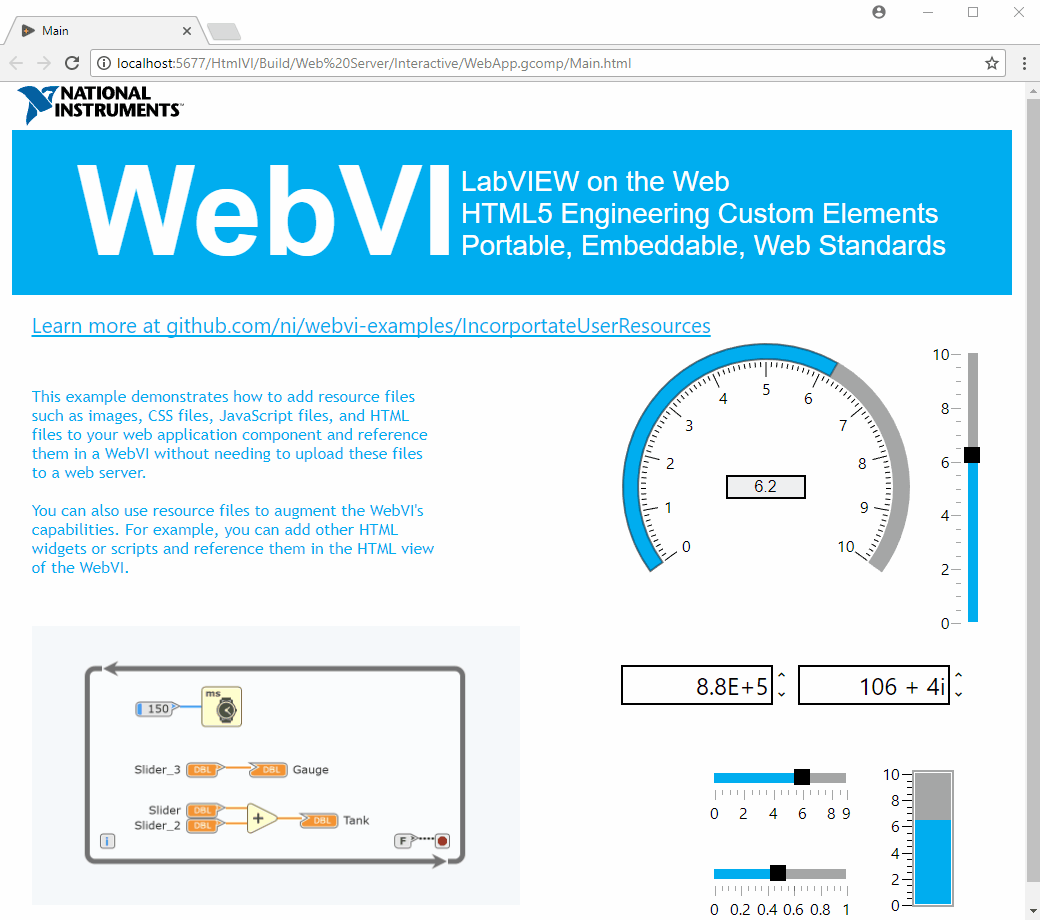 Main
localhost:5677/HtmlVI/Build/Web%20Server/Interactive/WebApp.gcomp/Main.html
NATIONAL
INSTRUMENTS™
WebVI
LabVIEW on the Web
HTML5 Engineering Custom Elements
Portable, Embeddable, Web Standards
Learn more at github.com/ni/webvi-examples/IncorportateUserResources
This example demonstrates how to add resource files
such as images, CSS files, JavaScript files, and HTML
files to your web application component and reference
them in a WebVI without needing to upload these files
to a web server.
You can also use resource files to augment the WebVI's
capabilities. For example, you can add other HTML
widgets or scripts and reference them in the HTML view
of the WebVI.
0 1 2 3 4 5 6 7 8 9 10
6.2
10
8
6
4
2
0
150
ms
Slider_3 DBL DBL Gauge
Slider DBL
Slider_2 DBL
+
DBL Tank
i
F
8.8E+5
106 + 4i
0 2 4 6 8 9
0 0.2 0.4 0.6 0.8 1
10
8
6
4
2
0